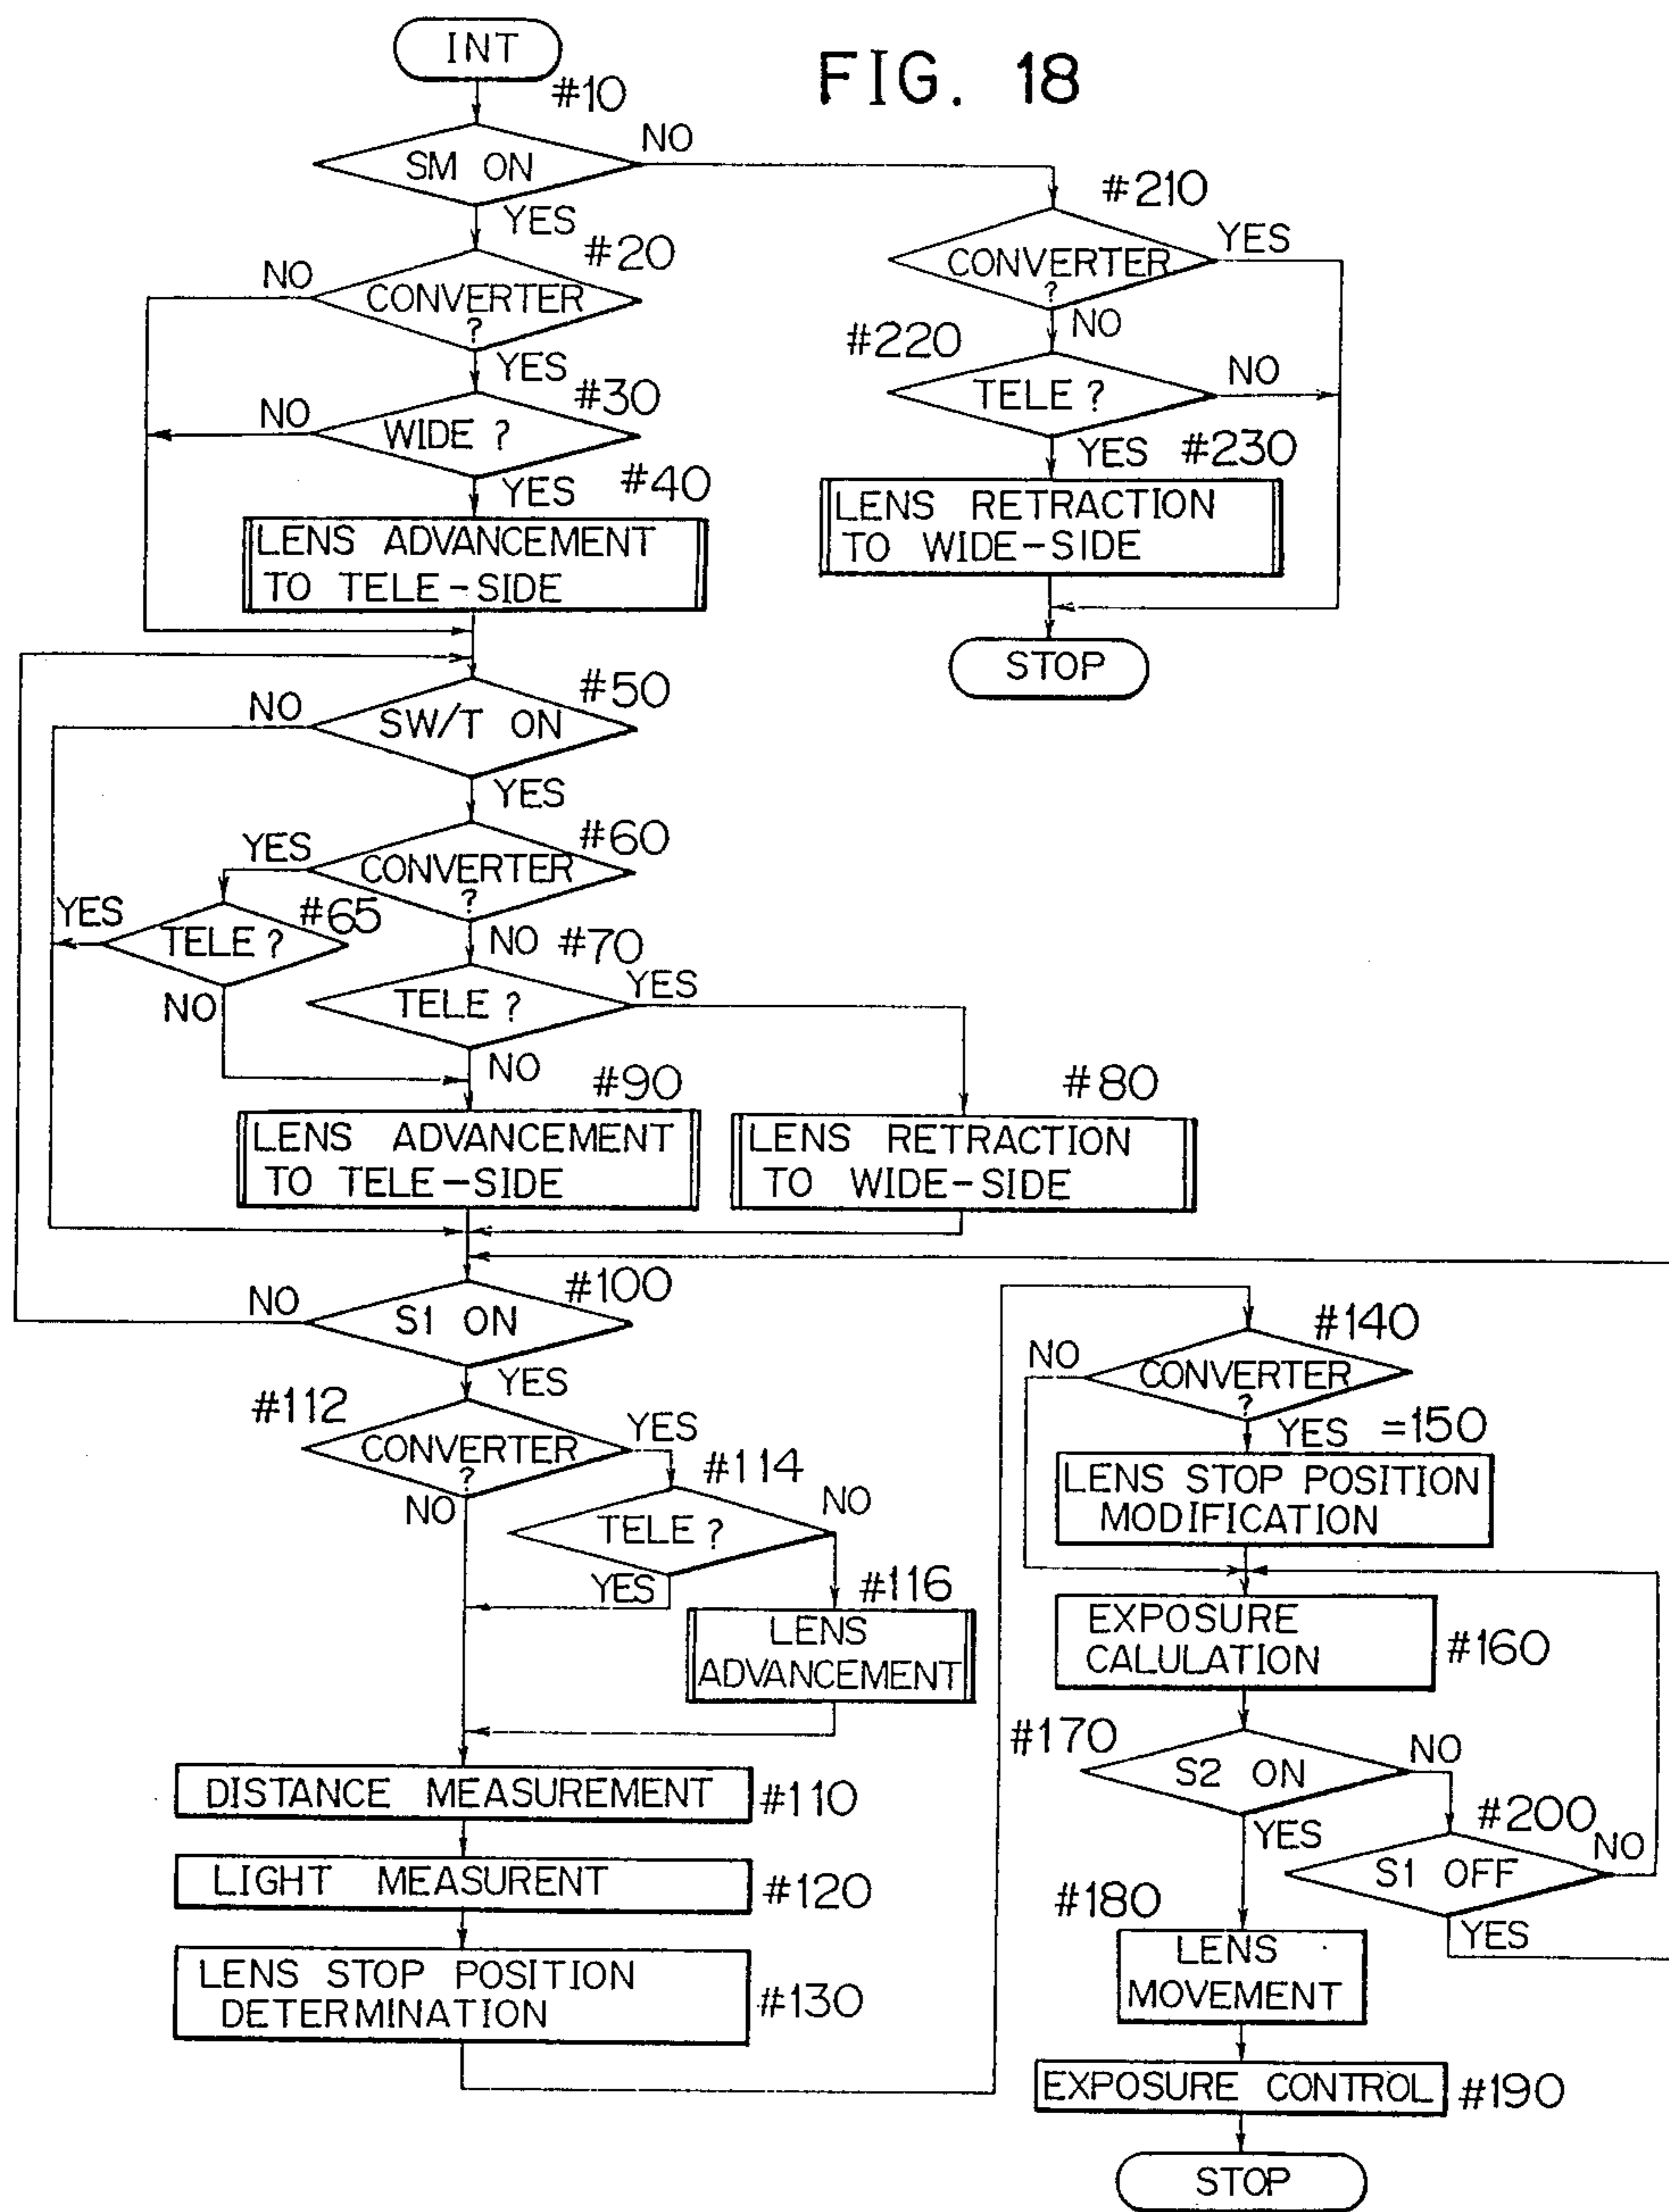 INT
FIG. 18
#10
SM ON
NO
YES
#210
CONVERTER
?
YES
NO
#20
NO
CONVERTER
?
YES
#220
TELE ?
NO
YES
#230
#30
NO
WIDE ?
YES
#40
LENS RETRACTION
TO WIDE-SIDE
LENS ADVANCEMENT
TO TELE-SIDE
STOP
#50
NO
SW/T ON
YES
#60
YES
CONVERTER
?
NO
#65
YES
TELE ?
NO
#70
TELE ?
YES
NO
#90
LENS ADVANCEMENT
TO TELE-SIDE
#80
LENS RETRACTION
TO WIDE-SIDE
#100
NO
S1 ON
YES
#112
CONVERTER
?
YES
NO
#114
TELE ?
NO
YES
#116
LENS
ADVANCEMENT
DISTANCE MEASUREMENT
#110
LIGHT MEASURENT
#120
LENS STOP POSITION
DETERMINATION
#130
#140
NO
CONVERTER
?
YES
=150
LENS STOP POSITION
MODIFICATION
EXPOSURE
CALULATION
#160
#170
S2 ON
NO
YES
#200
S1 OFF
NO
YES
#180
LENS
MOVEMENT
EXPOSURE CONTROL
#190
STOP